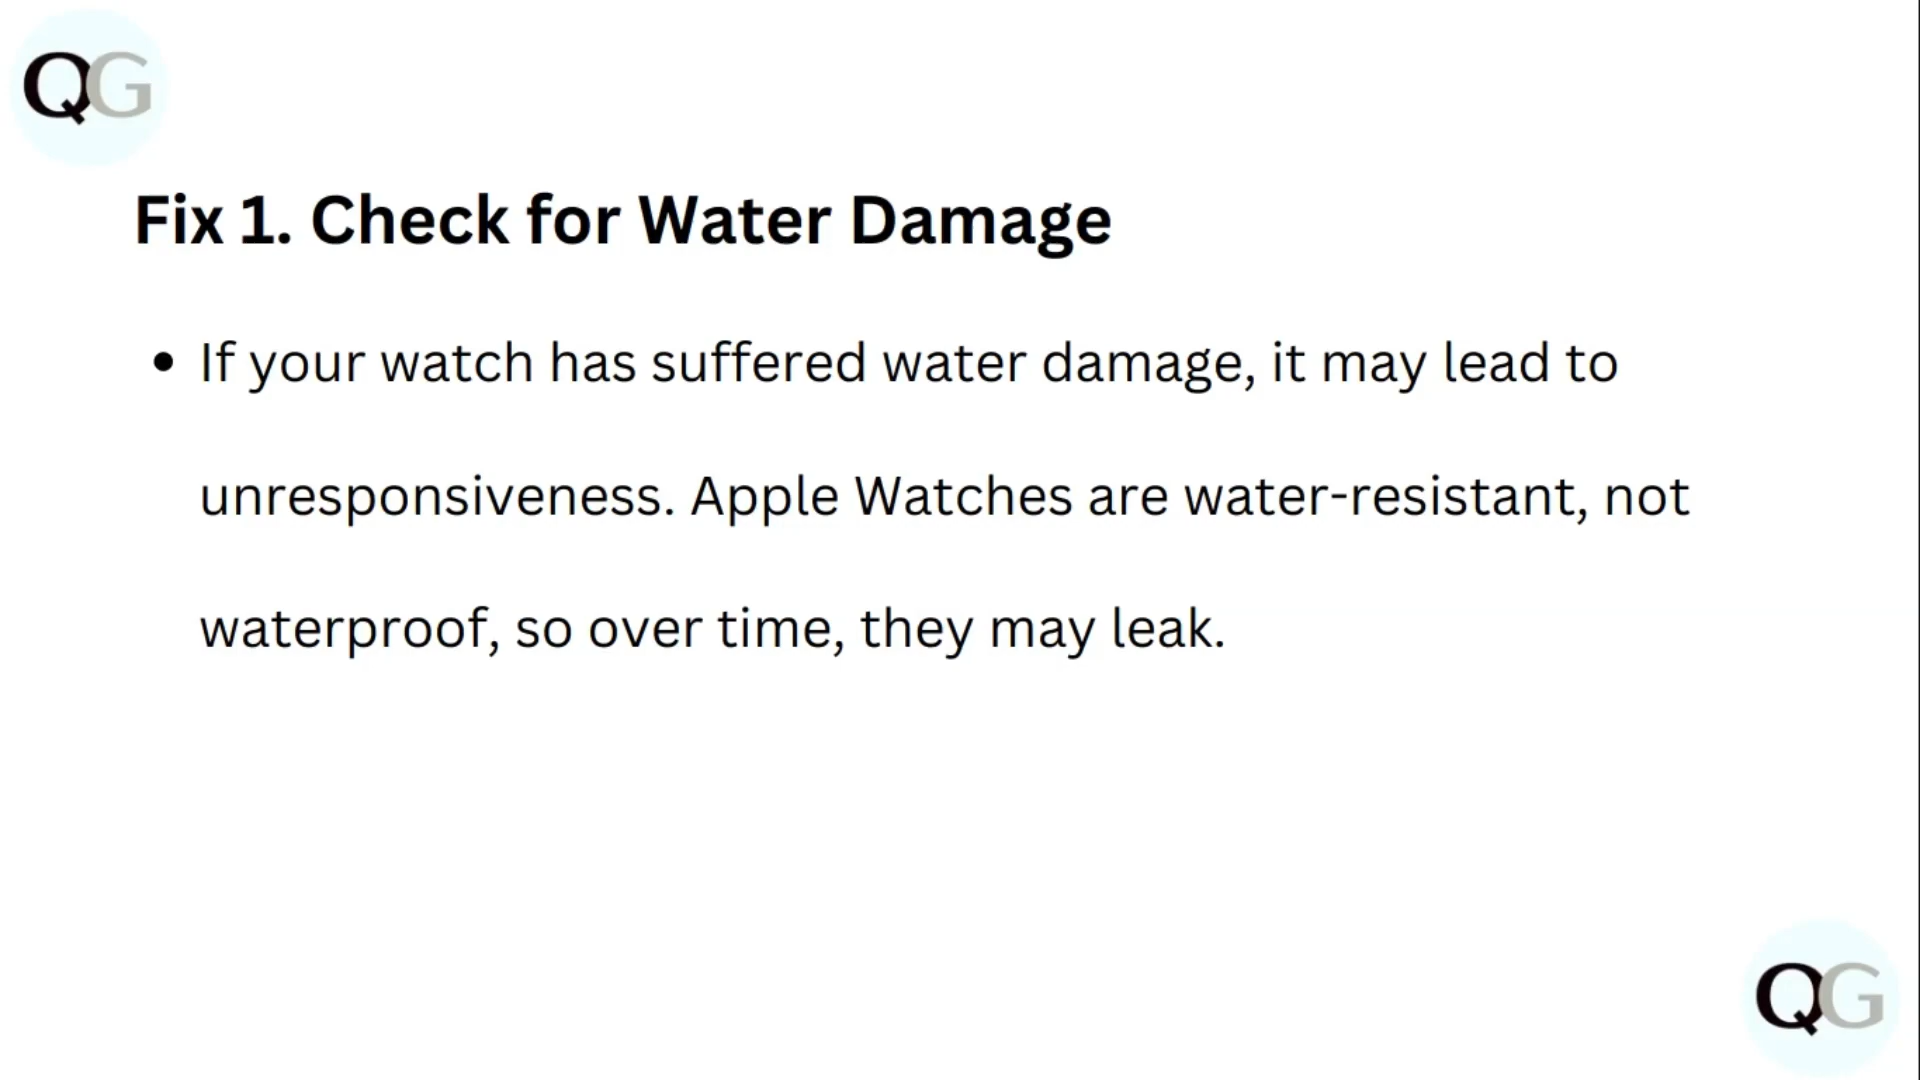 QG
Fix 1. Check for Water Damage
• If your watch has suffered water damage, it may lead to
unresponsiveness. Apple Watches are water-resistant, not
waterproof, so over time, they may leak.
QG